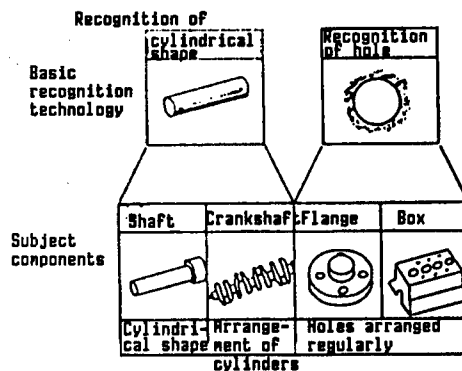 Recognition of
cylindrical
shape
Recognition
of hole
Basic
recognition
technology
Shaft
Crankshaft
Flange
Box
Subject
components
Cylindri-
cal shape
Arrange-
ment of
cylinders
Holes arranged
regularly